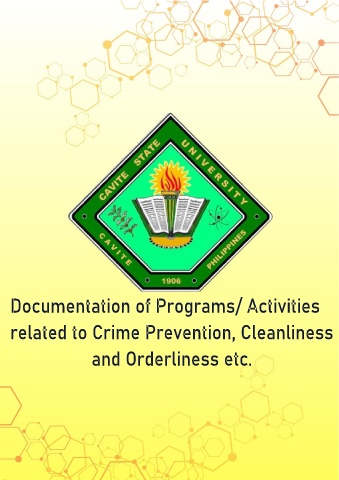 CAVITE STATE UNIVERSITY
CAVITE PHILIPPINES
• 1906 •
Documentation of Programs/ Activities
related to Crime Prevention, Cleanliness
and Orderliness etc.